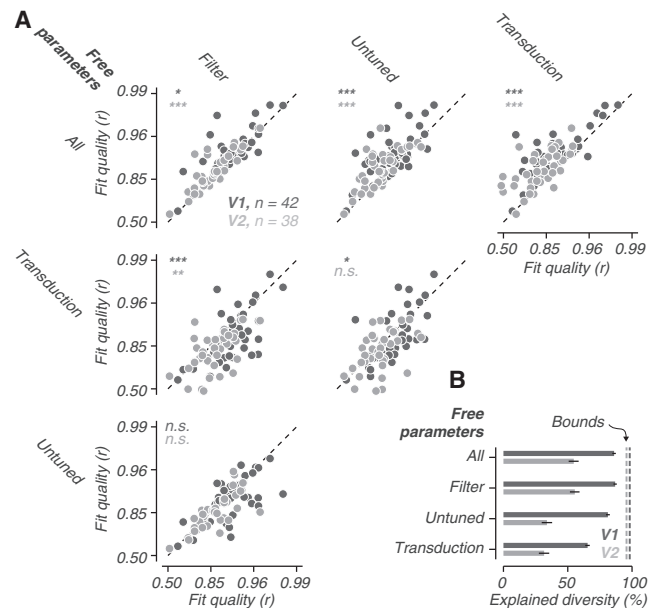 A
Free
parameters
Filter
Untuned
Transduction
All
Fit quality (r)
0.99
0.96
0.85
0.50
*
***
V1, n = 42
V2, n = 38
***
***
***
***
0.50 0.85 0.96 0.99
Fit quality (r)
Transduction
Fit quality (r)
0.99
0.96
0.85
0.50
***
**
*
n.s.
Untuned
Fit quality (r)
0.99
0.96
0.85
0.50
n.s.
n.s.
0.50 0.85 0.96 0.99
Fit quality (r)
B
Free
parameters
Bounds
All
Filter
Untuned
Transduction
V1
V2
0 50 100
Explained diversity (%)